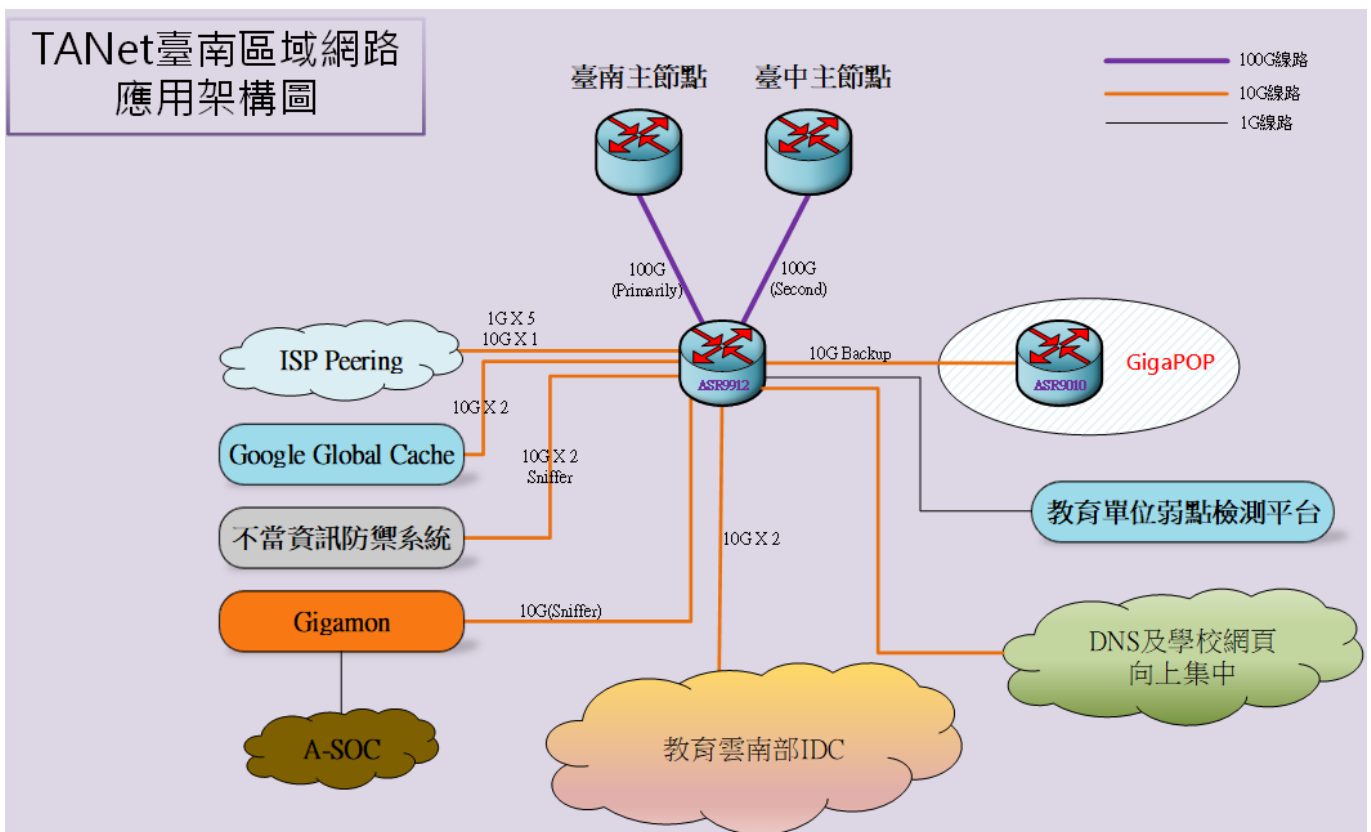 TANet臺南區域網路
應用架構圖
臺南主節點
臺中主節點
100G線路
10G線路
1G線路
100G
(Primarily)
100G
(Second)
1G X 5
10G X 1
ISP Peering
ASR9912
10G Backup
ASR9010
GigaPOP
10G X 2
Google Global Cache
10G X 2
Sniffer
不當資訊防禦系統
10G X 2
教育單位弱點檢測平台
Gigamon
10G(Sniffer)
DNS及學校網頁
向上集中
A-SOC
教育雲南部IDC